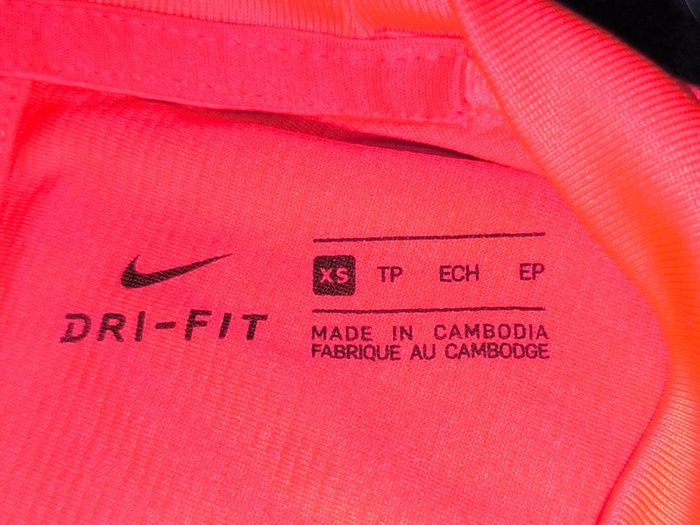 DRI-FIT
XS TP ECH EP
MADE IN CAMBODIA
FABRIQUE AU CAMBODGE